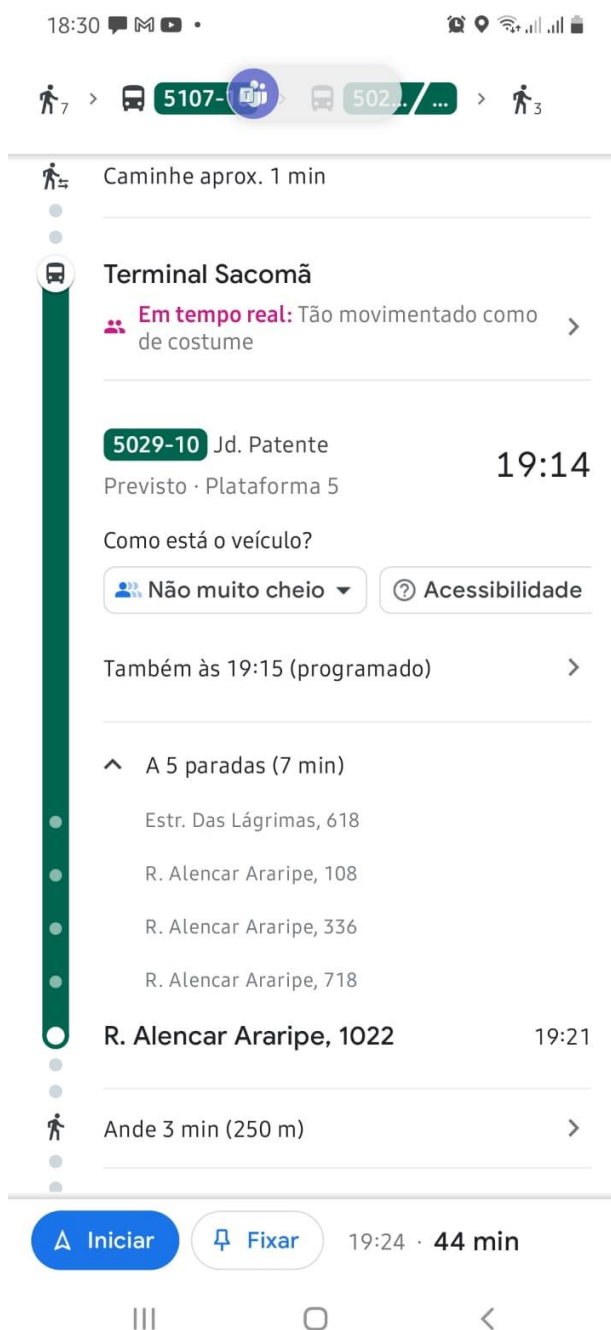 18:30
7 > 5107- 502.../... > 3
Caminhe aprox. 1 min
Terminal Sacomã
Em tempo real: Tão movimentado como
de costume
5029-10 Jd. Patente
19:14
Previsto · Plataforma 5
Como está o veículo?
Não muito cheio
Acessibilidade
Também às 19:15 (programado)
A 5 paradas (7 min)
Estr. Das Lágrimas, 618
R. Alencar Araripe, 108
R. Alencar Araripe, 336
R. Alencar Araripe, 718
R. Alencar Araripe, 1022 19:21
Ande 3 min (250 m)
Iniciar Fixar 19:24 · 44 min